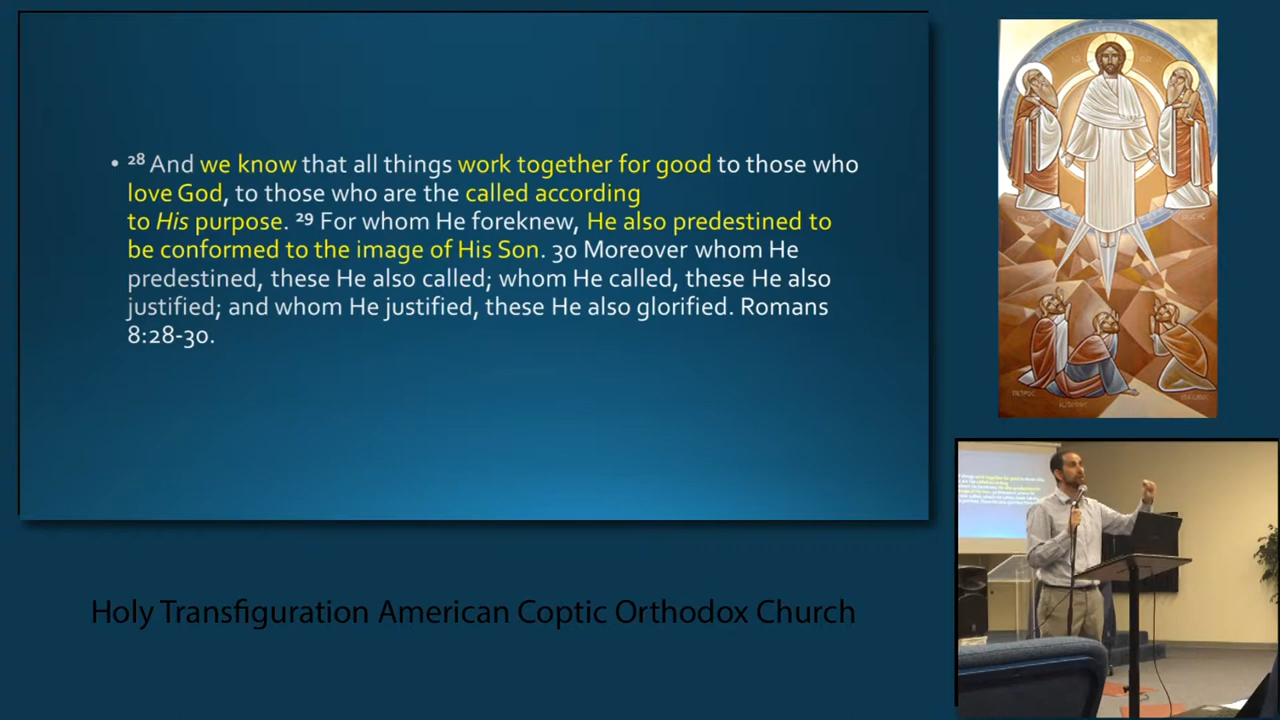 • ²⁸ And we know that all things work together for good to those who
love God, to those who are the called according
to His purpose. ²⁹ For whom He foreknew, He also predestined to
be conformed to the image of His Son. 30 Moreover whom He
predestined, these He also called; whom He called, these He also
justified; and whom He justified, these He also glorified. Romans
8:28-30.
Holy Transfiguration American Coptic Orthodox Church